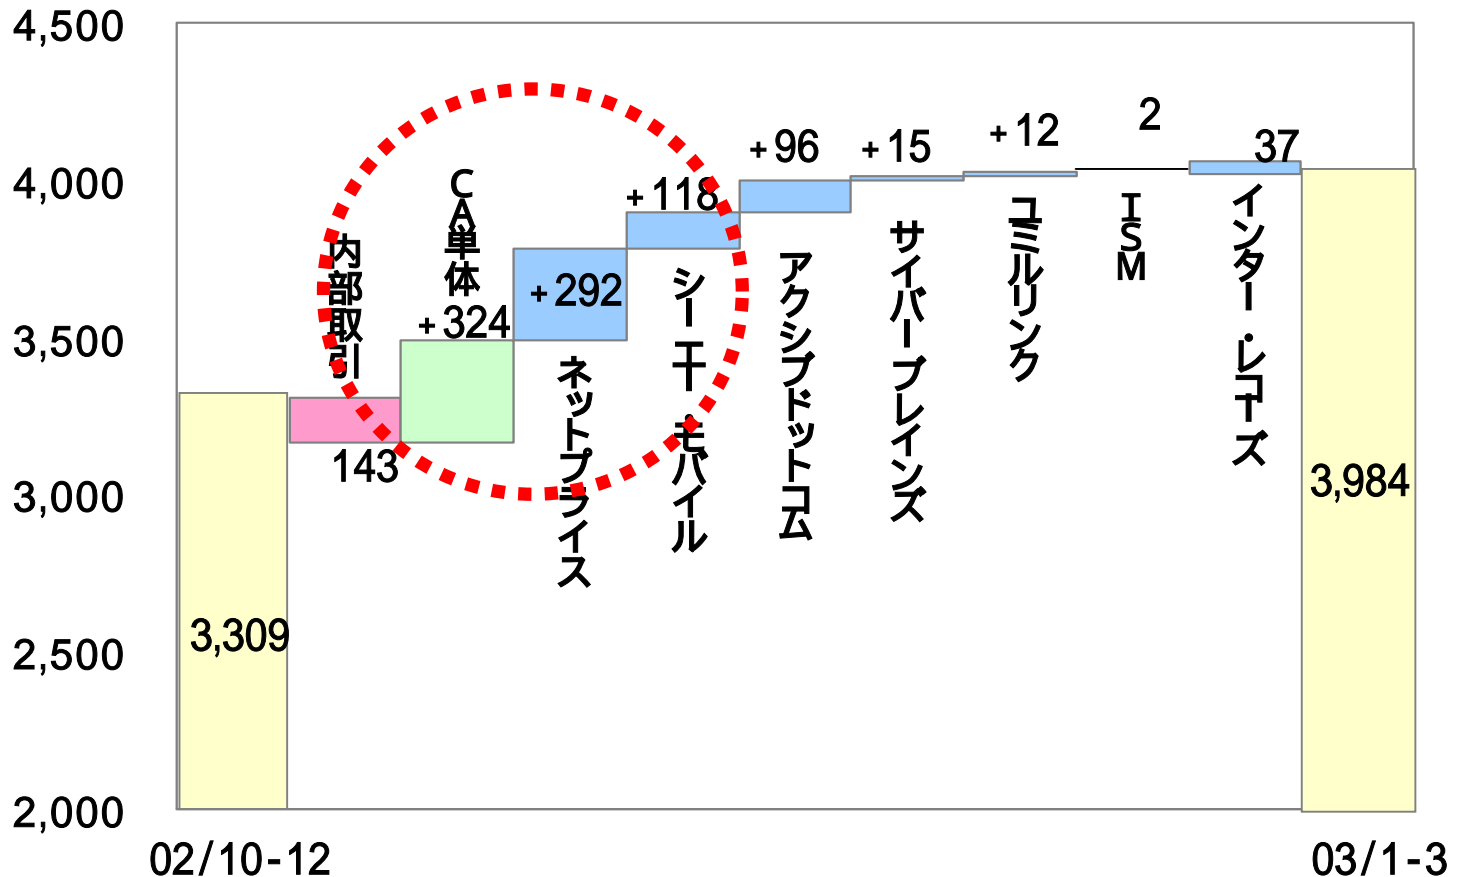 4,500
4,000
3,500
3,000
2,500
2,000
3,309
内部取引
143
CA単体
+324
+292
ネットプライス
+118
シーエー・モバイル
+96
アクシブドットコム
+15
サイバーブレインズ
+12
コミルリンク
2
ISM
37
インター・レコーズ
3,984
02/10-12
03/1-3